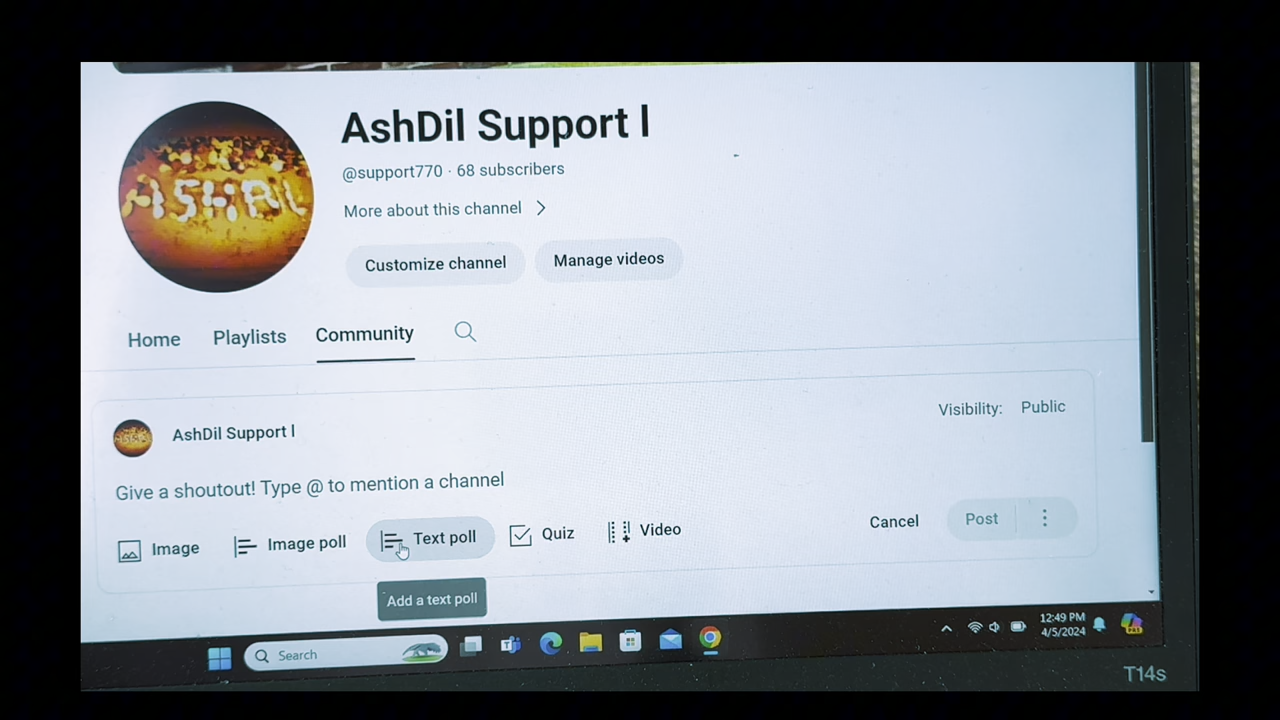 AshDil Support l
@support770 · 68 subscribers
More about this channel
Customize channel
Manage videos
Home
Playlists
Community
AshDil Support l
Visibility: Public
Give a shoutout! Type @ to mention a channel
Image
Image poll
Text poll
Quiz
Video
Cancel
Post
Add a text poll
Search
12:49 PM
4/5/2024
T14s